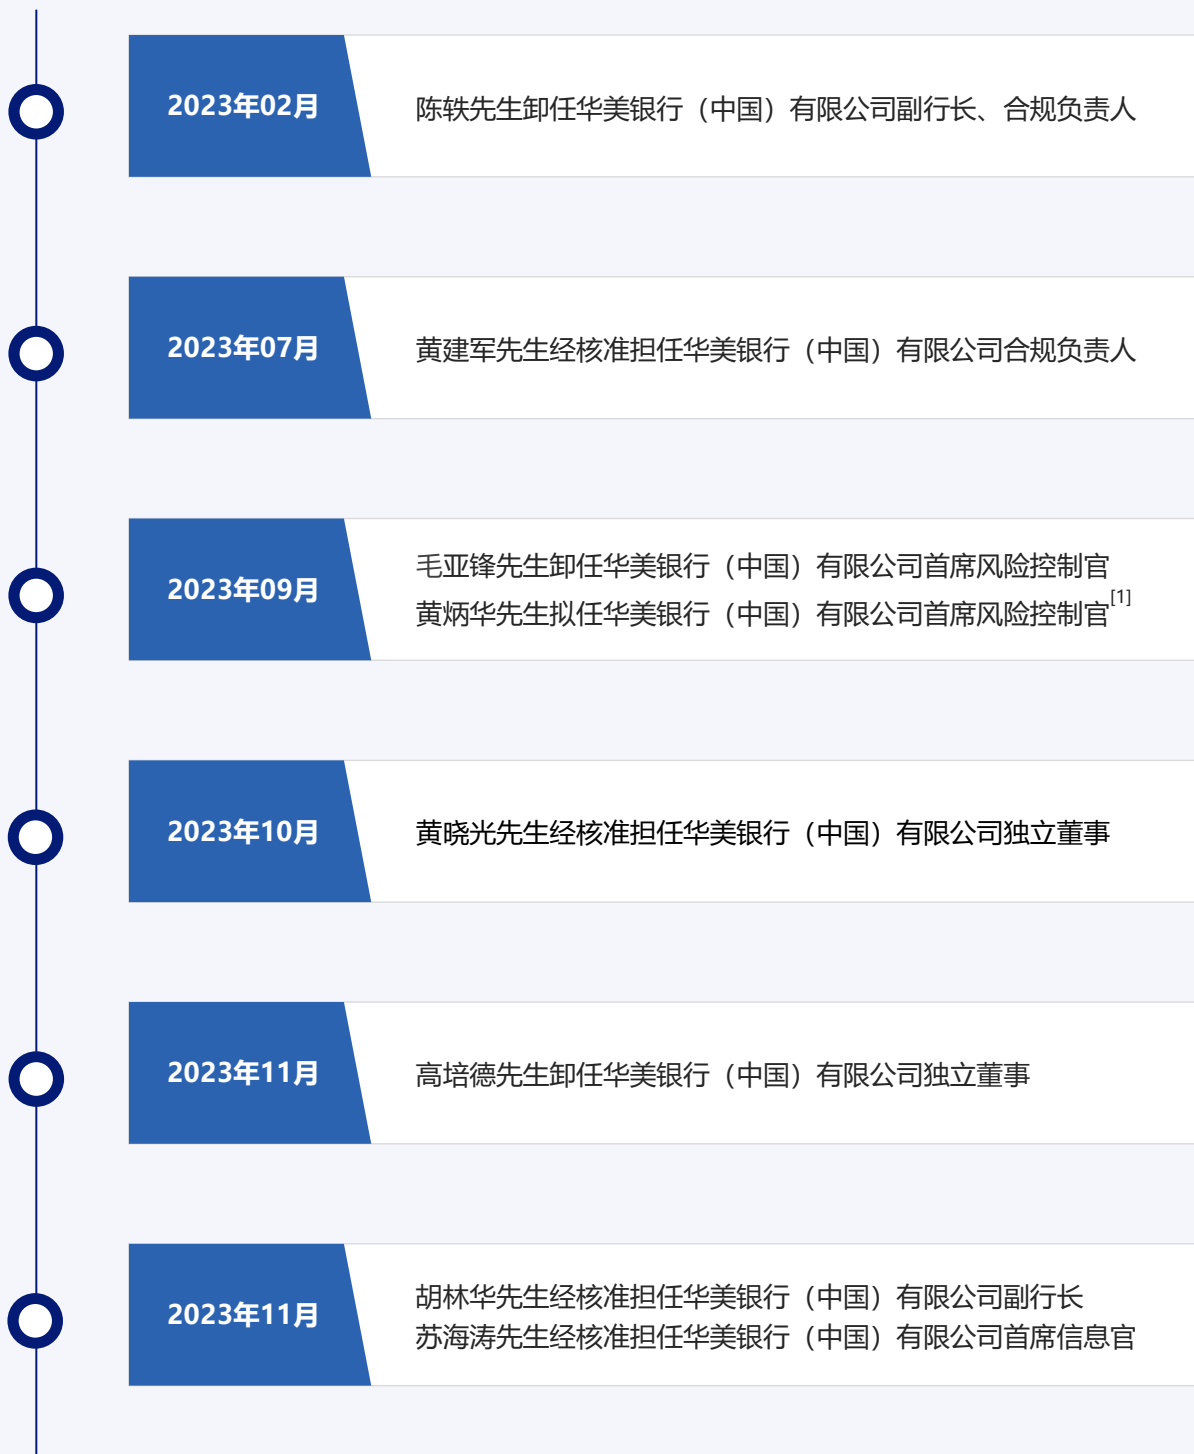 2023年02月
陈轶先生卸任华美银行（中国）有限公司副行长、合规负责人
2023年07月
黄建军先生经核准担任华美银行（中国）有限公司合规负责人
2023年09月
毛亚锋先生卸任华美银行（中国）有限公司首席风险控制官
黄炳华先生拟任华美银行（中国）有限公司首席风险控制官[1]
2023年10月
黄晓光先生经核准担任华美银行（中国）有限公司独立董事
2023年11月
高培德先生卸任华美银行（中国）有限公司独立董事
2023年11月
胡林华先生经核准担任华美银行（中国）有限公司副行长
苏海涛先生经核准担任华美银行（中国）有限公司首席信息官